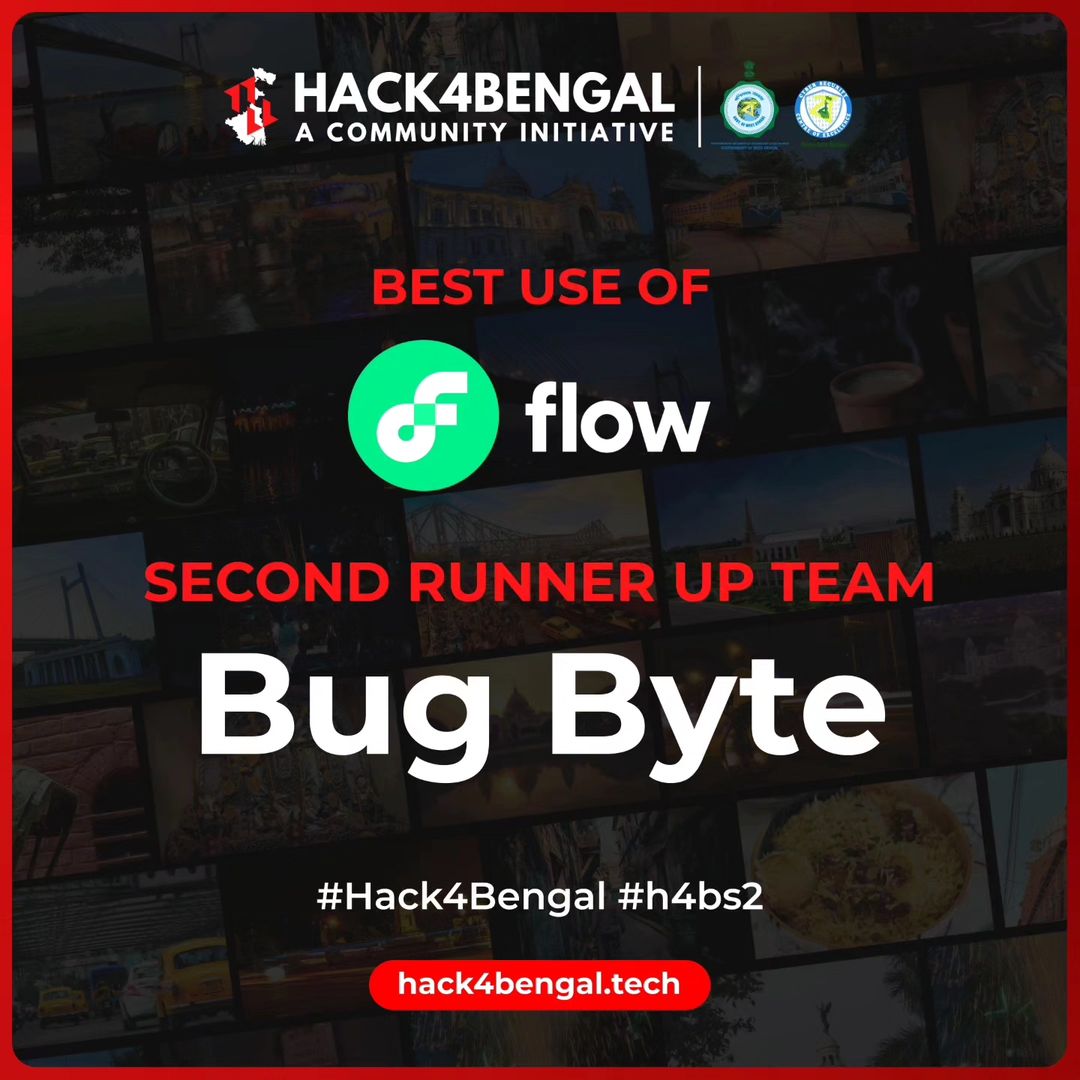 HACK4BENGAL
A COMMUNITY INITIATIVE
BEST USE OF
flow
SECOND RUNNER UP TEAM
Bug Byte
#Hack4Bengal #h4bs2
hack4bengal.tech